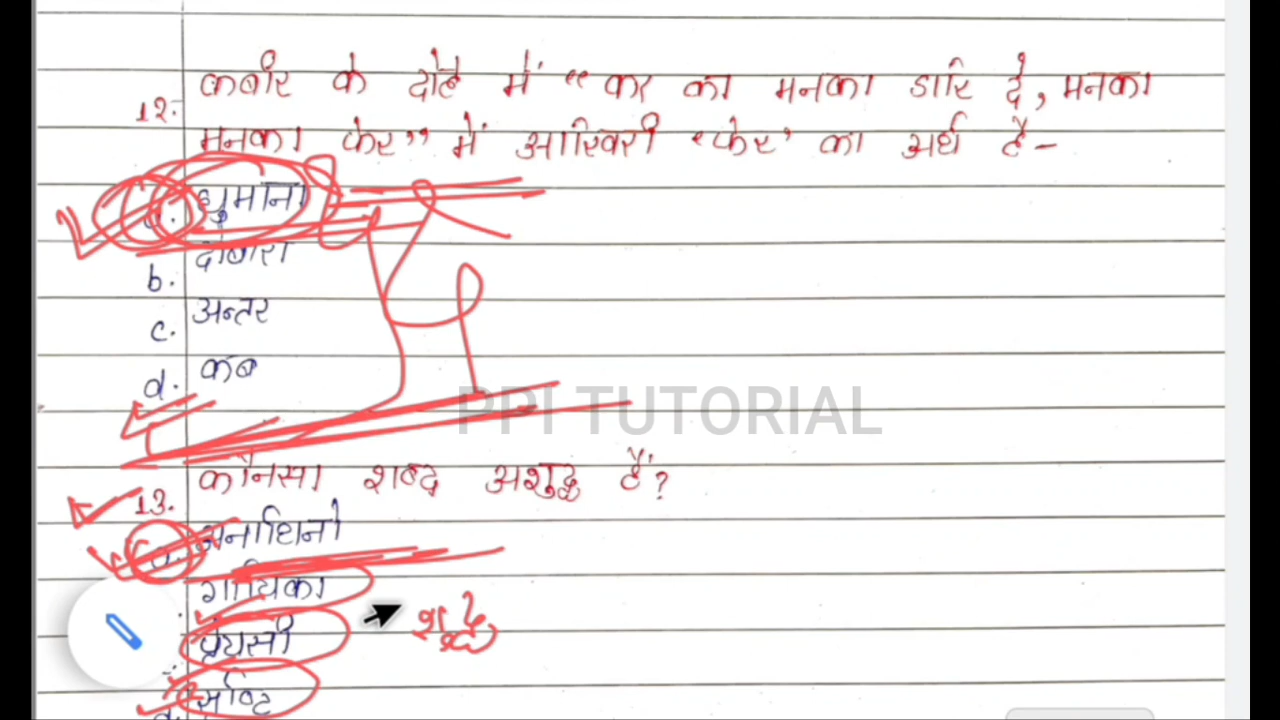 कबीर के दोहे में “कर का मनका डारि दे, मनका
12.
मनका फेर” में आखिरी ‘फेर’ का अर्थ है-
a. घुमाना
b. दोबारा
c. अन्तर
d. कब
PPI TUTORIAL
13. कौनसा शब्द अशुद्ध है?
a. अनाथिनी
गायिका
प्रेयसी
शुद्ध
d. सृष्टि